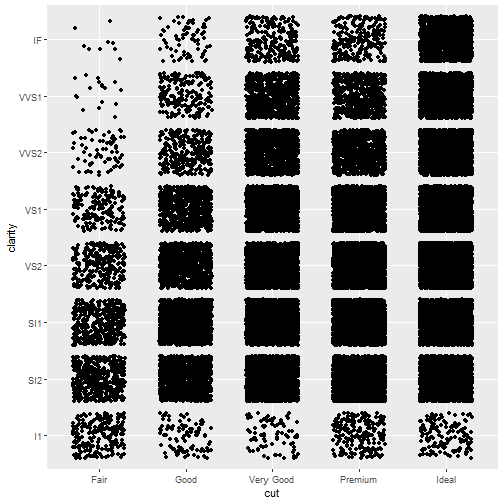 IF
VVS1
VVS2
VS1
VS2
SI1
SI2
I1
clarity
Fair Good Very Good Premium Ideal
cut